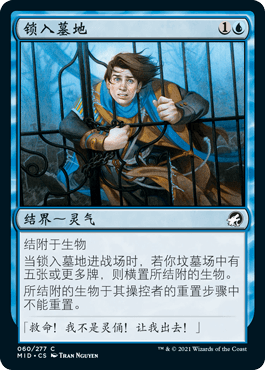 锁入墓地 1
结界～灵气
结附于生物
当锁入墓地进战场时，若你坟墓场中有
五张或更多牌，则横置所结附的生物。
所结附的生物于其操控者的重置步骤中
不能重置。
「救命！我不是灵俑！让我出去！」
060/277 C
MID • CS TRAN NGUYEN
™ & © 2021 Wizards of the Coast